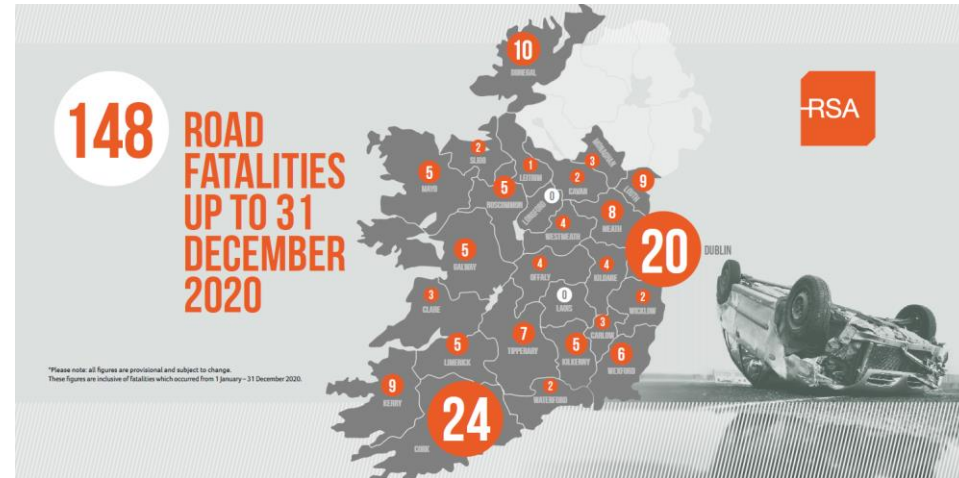 148
ROAD
FATALITIES
UP TO 31
DECEMBER
2020
*Please note: all figures are provisional and subject to change.
These figures are inclusive of fatalities which occurred from 1 January – 31 December 2020.
RSA
10
DONEGAL
2
SLIGO
1
LEITRIM
3
MONAGHAN
2
CAVAN
9
LOUTH
5
MAYO
5
ROSCOMMON
0
LONGFORD
8
MEATH
4
WESTMEATH
20
DUBLIN
5
GALWAY
4
OFFALY
4
KILDARE
0
LAOIS
2
WICKLOW
3
CLARE
3
CARLOW
5
LIMERICK
7
TIPPERARY
5
KILKENNY
6
WEXFORD
9
KERRY
24
CORK
2
WATERFORD